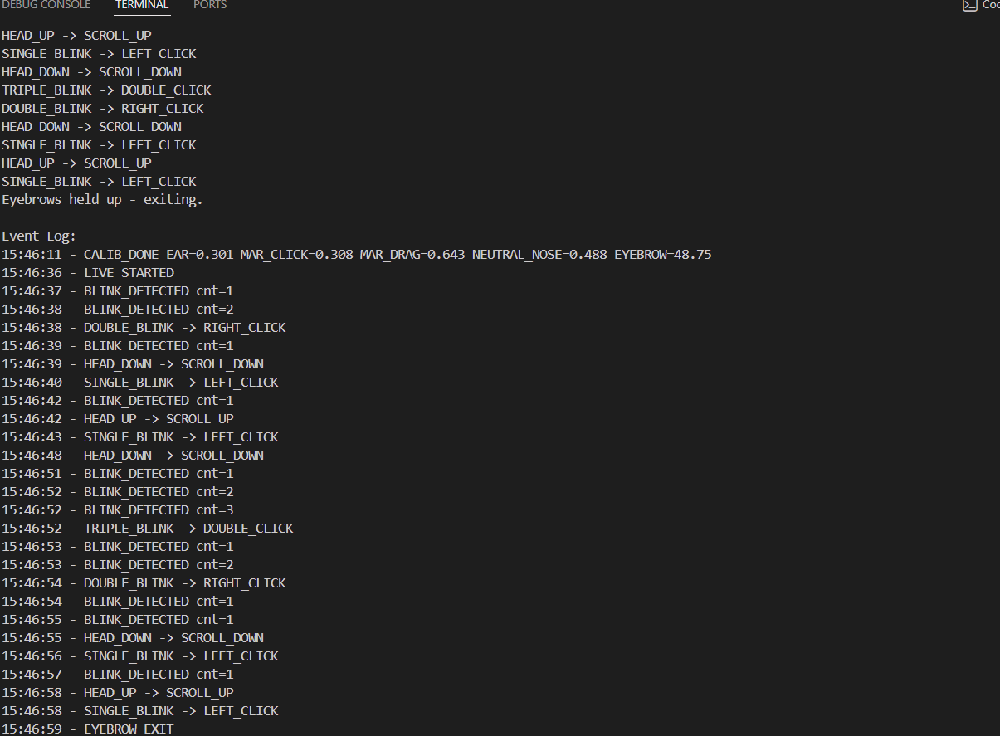 DEBUG CONSOLE TERMINAL PORTS
HEAD_UP -> SCROLL_UP
SINGLE_BLINK -> LEFT_CLICK
HEAD_DOWN -> SCROLL_DOWN
TRIPLE_BLINK -> DOUBLE_CLICK
DOUBLE_BLINK -> RIGHT_CLICK
HEAD_DOWN -> SCROLL_DOWN
SINGLE_BLINK -> LEFT_CLICK
HEAD_UP -> SCROLL_UP
SINGLE_BLINK -> LEFT_CLICK
Eyebrows held up - exiting.
Event Log:
15:46:11 - CALIB_DONE EAR=0.301 MAR_CLICK=0.308 MAR_DRAG=0.643 NEUTRAL_NOSE=0.488 EYEBROW=48.75
15:46:36 - LIVE_STARTED
15:46:37 - BLINK_DETECTED cnt=1
15:46:38 - BLINK_DETECTED cnt=2
15:46:38 - DOUBLE_BLINK -> RIGHT_CLICK
15:46:39 - BLINK_DETECTED cnt=1
15:46:39 - HEAD_DOWN -> SCROLL_DOWN
15:46:40 - SINGLE_BLINK -> LEFT_CLICK
15:46:42 - BLINK_DETECTED cnt=1
15:46:42 - HEAD_UP -> SCROLL_UP
15:46:43 - SINGLE_BLINK -> LEFT_CLICK
15:46:48 - HEAD_DOWN -> SCROLL_DOWN
15:46:51 - BLINK_DETECTED cnt=1
15:46:52 - BLINK_DETECTED cnt=2
15:46:52 - BLINK_DETECTED cnt=3
15:46:52 - TRIPLE_BLINK -> DOUBLE_CLICK
15:46:53 - BLINK_DETECTED cnt=1
15:46:53 - BLINK_DETECTED cnt=2
15:46:54 - DOUBLE_BLINK -> RIGHT_CLICK
15:46:54 - BLINK_DETECTED cnt=1
15:46:55 - BLINK_DETECTED cnt=1
15:46:55 - HEAD_DOWN -> SCROLL_DOWN
15:46:56 - SINGLE_BLINK -> LEFT_CLICK
15:46:57 - BLINK_DETECTED cnt=1
15:46:58 - HEAD_UP -> SCROLL_UP
15:46:58 - SINGLE_BLINK -> LEFT_CLICK
15:46:59 - EYEBROW_EXIT